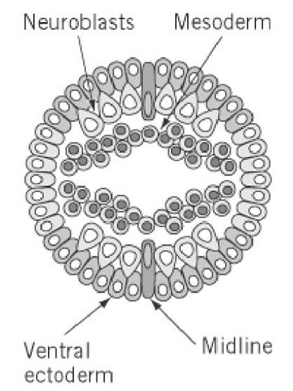 Neuroblasts
Mesoderm
Ventral
ectoderm
Midline